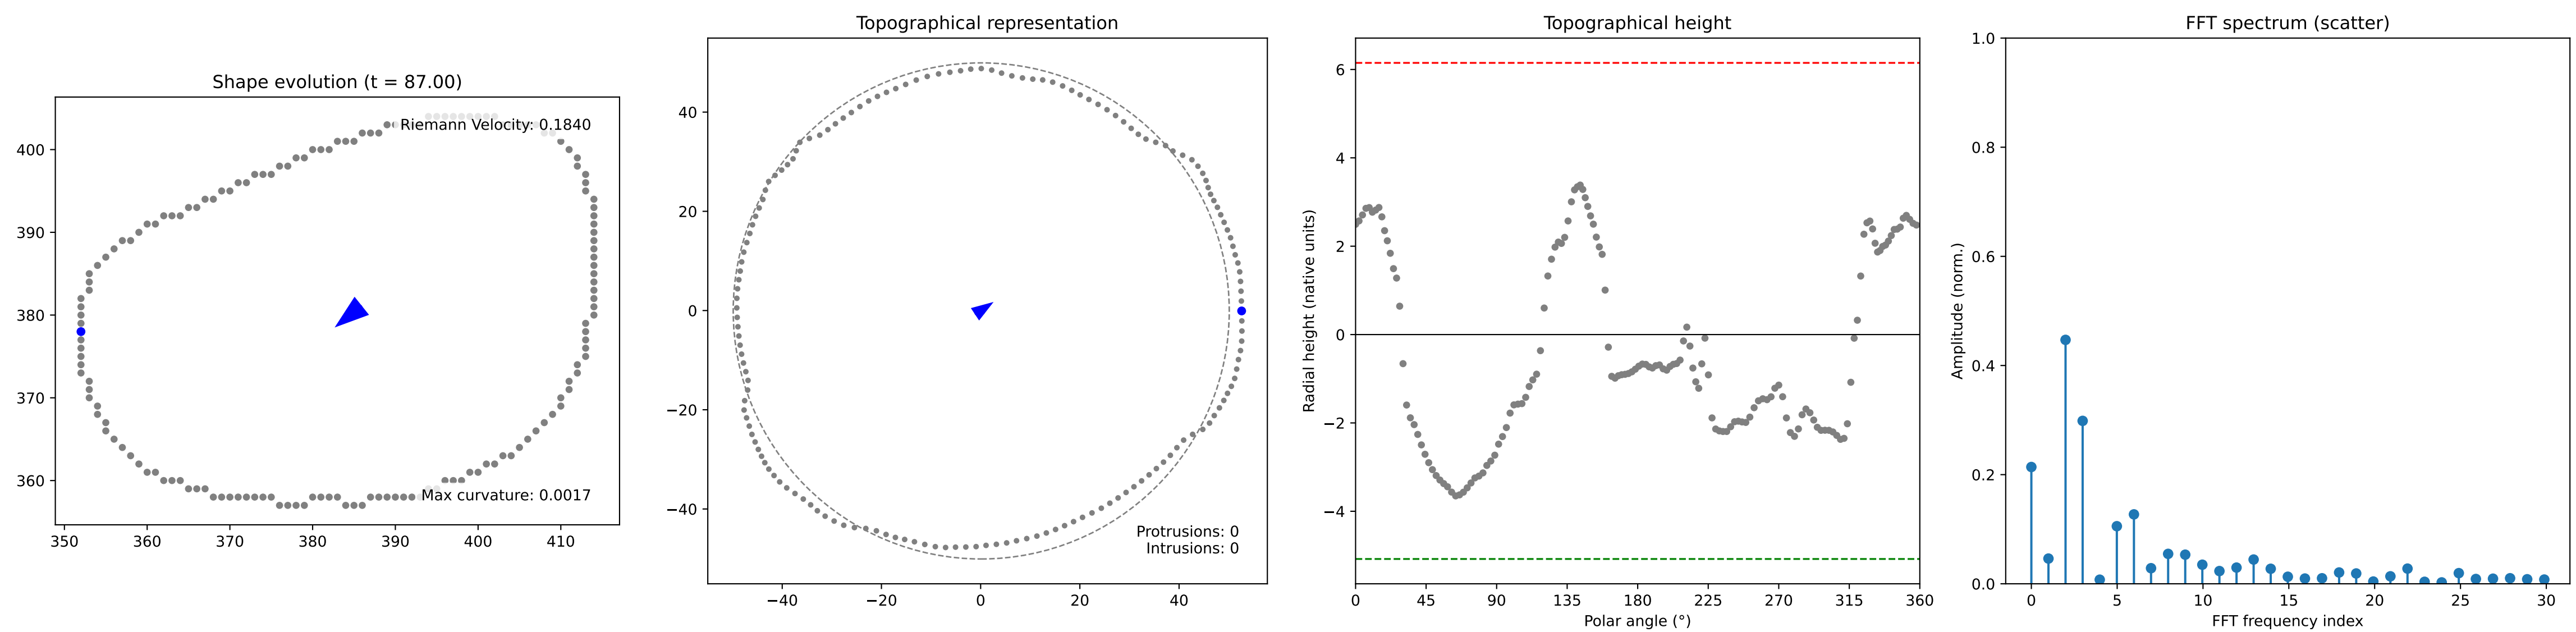 Shape evolution (t = 87.00)
Riemann Velocity: 0.1840
Max curvature: 0.0017
400
390
380
370
360
350 360 370 380 390 400 410
Topographical representation
40
20
0
−20
−40
Protrusions: 0
Intrusions: 0
−40 −20 0 20 40
Topographical height
Radial height (native units)
6
4
2
0
−2
−4
0 45 90 135 180 225 270 315 360
Polar angle (°)
FFT spectrum (scatter)
Amplitude (norm.)
1.0
0.8
0.6
0.4
0.2
0.0
0 5 10 15 20 25 30
FFT frequency index